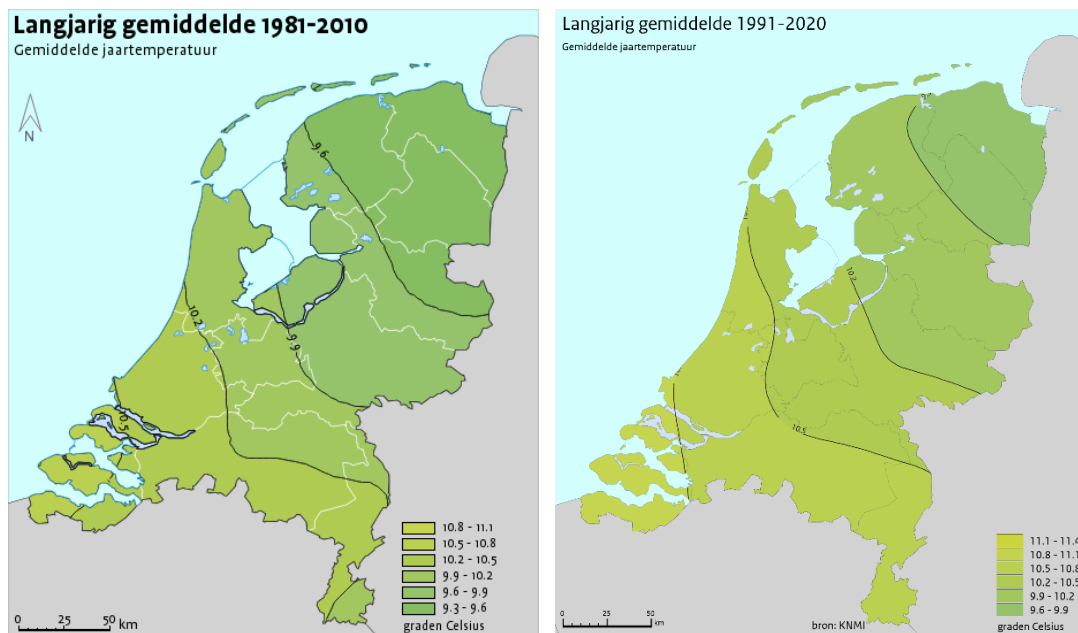 Langjarig gemiddelde 1981-2010
Gemiddelde jaartemperatuur
N
9.6
10.2
9.9
10.5
10.8 - 11.1
10.5 - 10.8
10.2 - 10.5
9.9 - 10.2
9.6 - 9.9
9.3 - 9.6
graden Celsius
0 25 50 km
Langjarig gemiddelde 1991-2020
Gemiddelde jaartemperatuur
10.2
10.5
11.1 - 11.4
10.8 - 11.1
10.5 - 10.8
10.2 - 10.5
9.9 - 10.2
9.6 - 9.9
graden Celsius
0 25 50
km
bron: KNMI